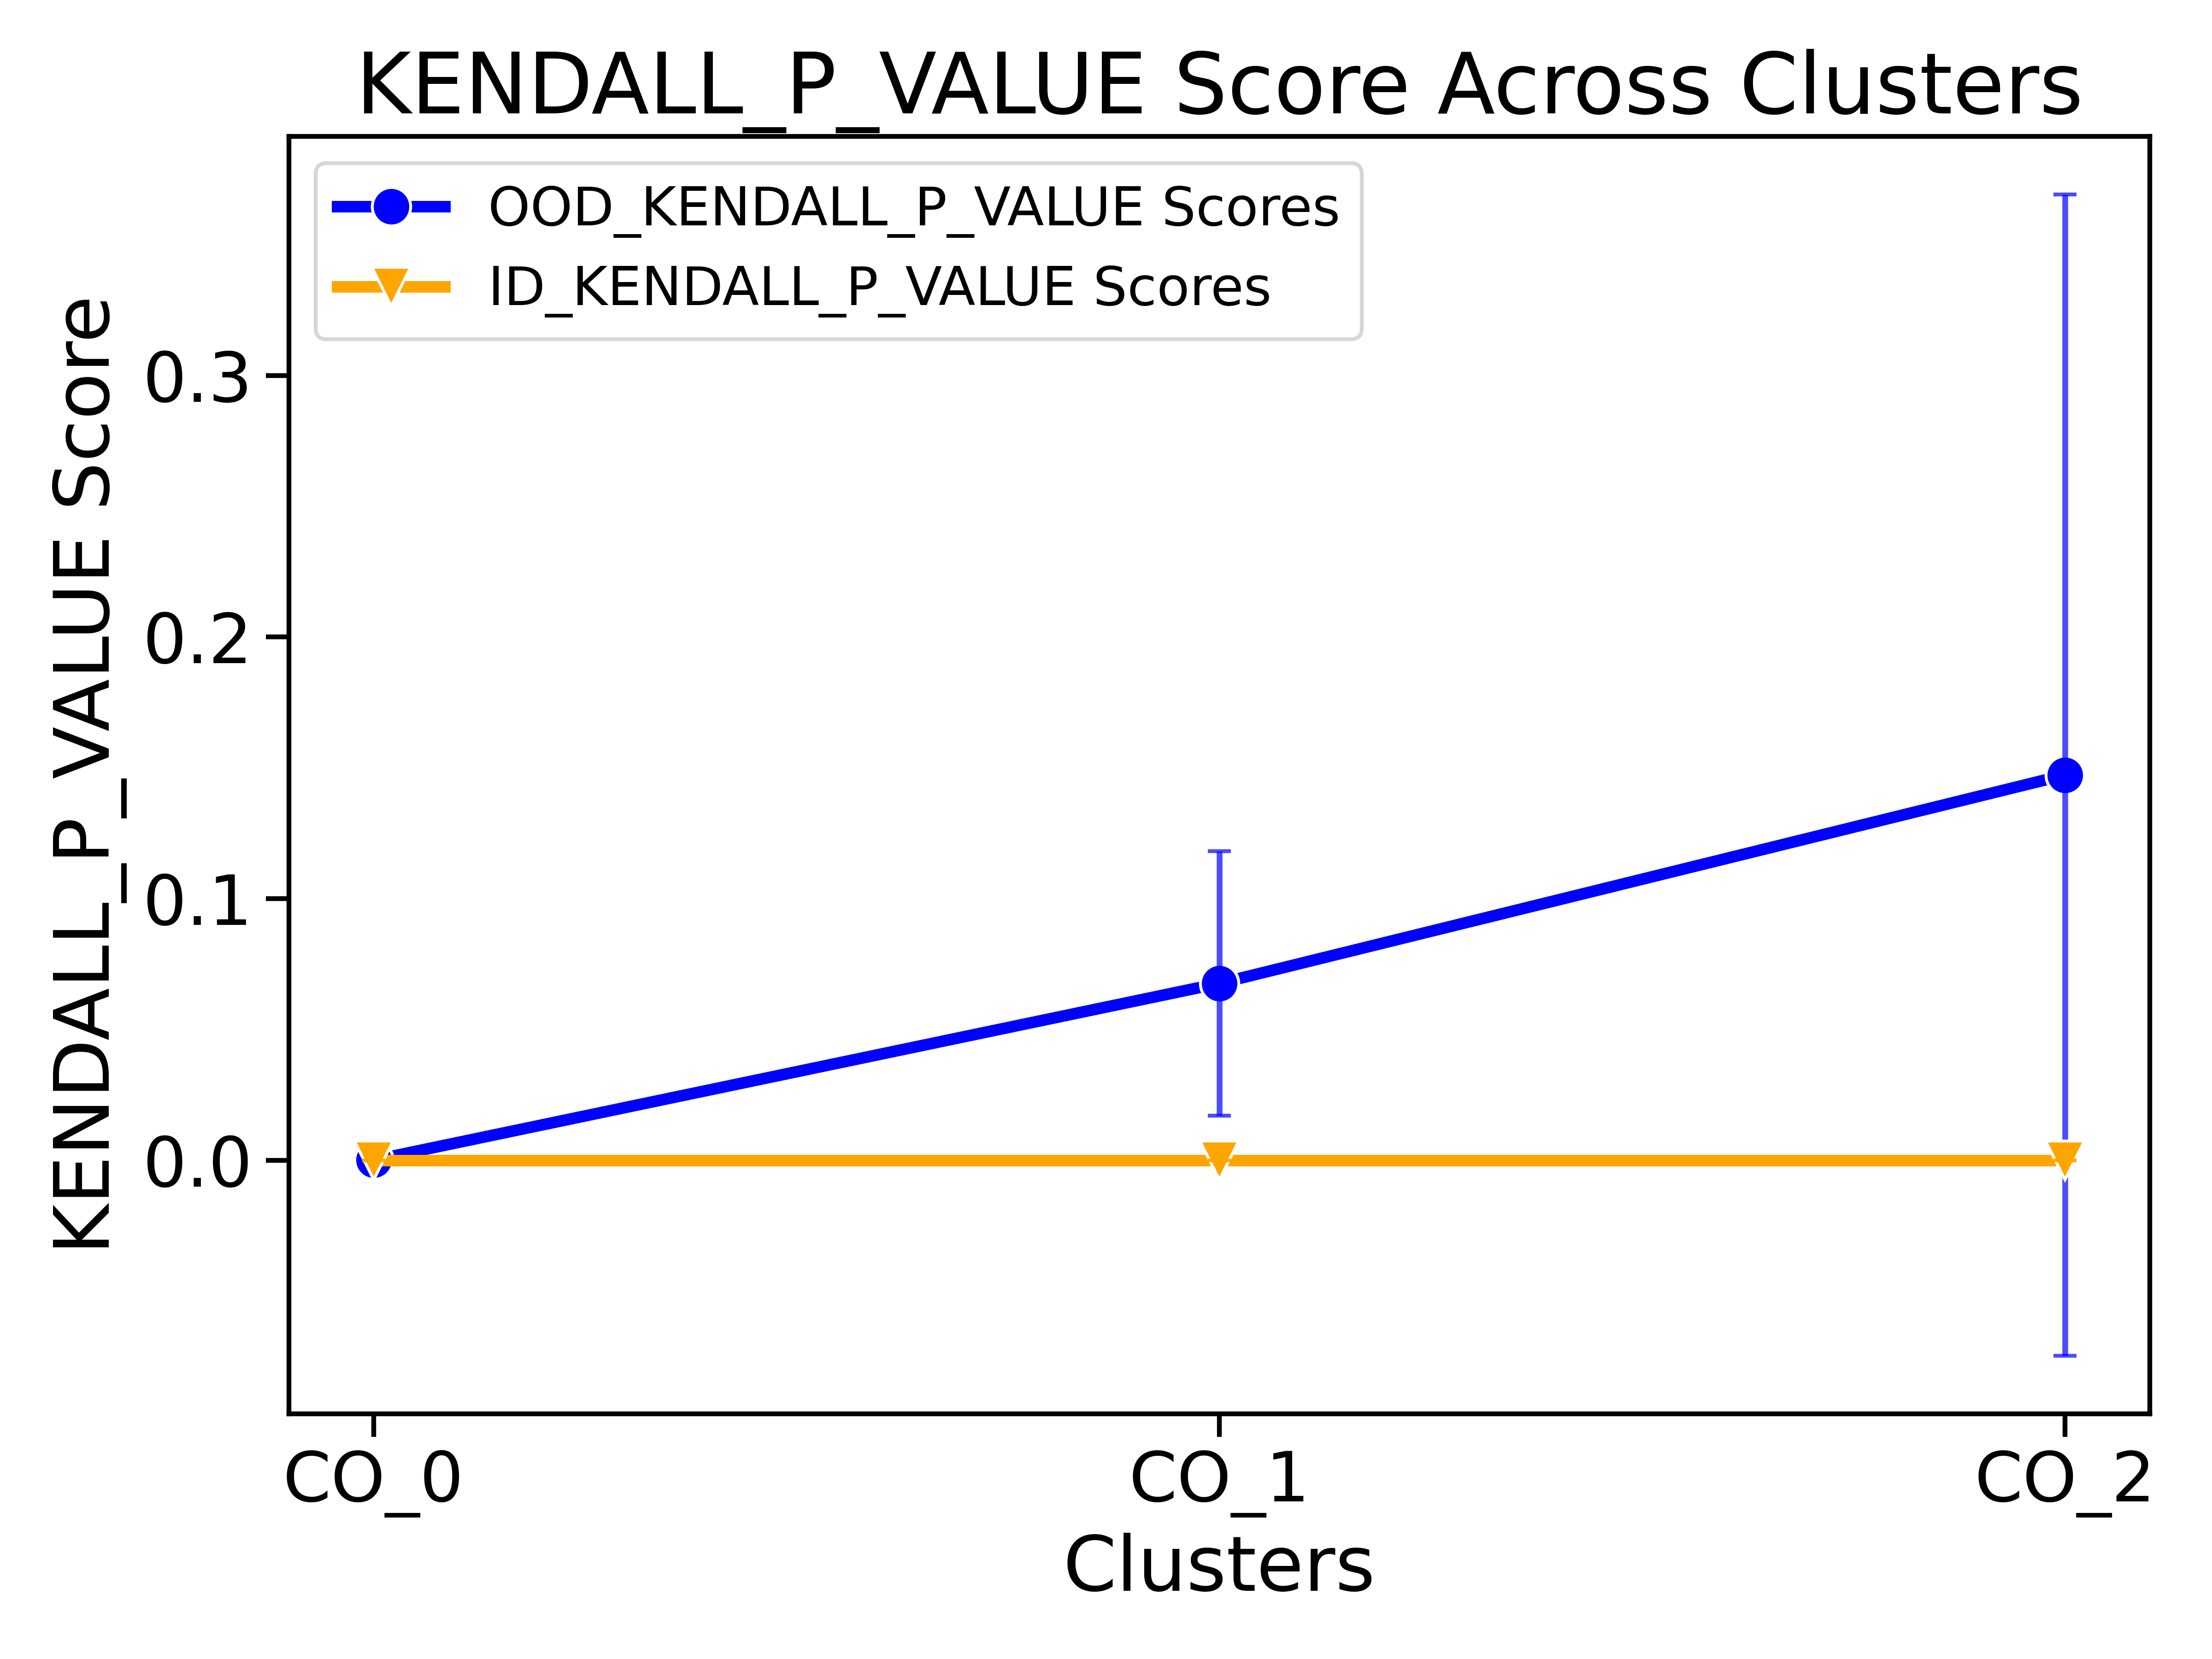 KENDALL_P_VALUE Score Across Clusters
OOD_KENDALL_P_VALUE Scores
ID_KENDALL_P_VALUE Scores
KENDALL_P_VALUE Score
0.3
0.2
0.1
0.0
CO_0 CO_1 CO_2
Clusters